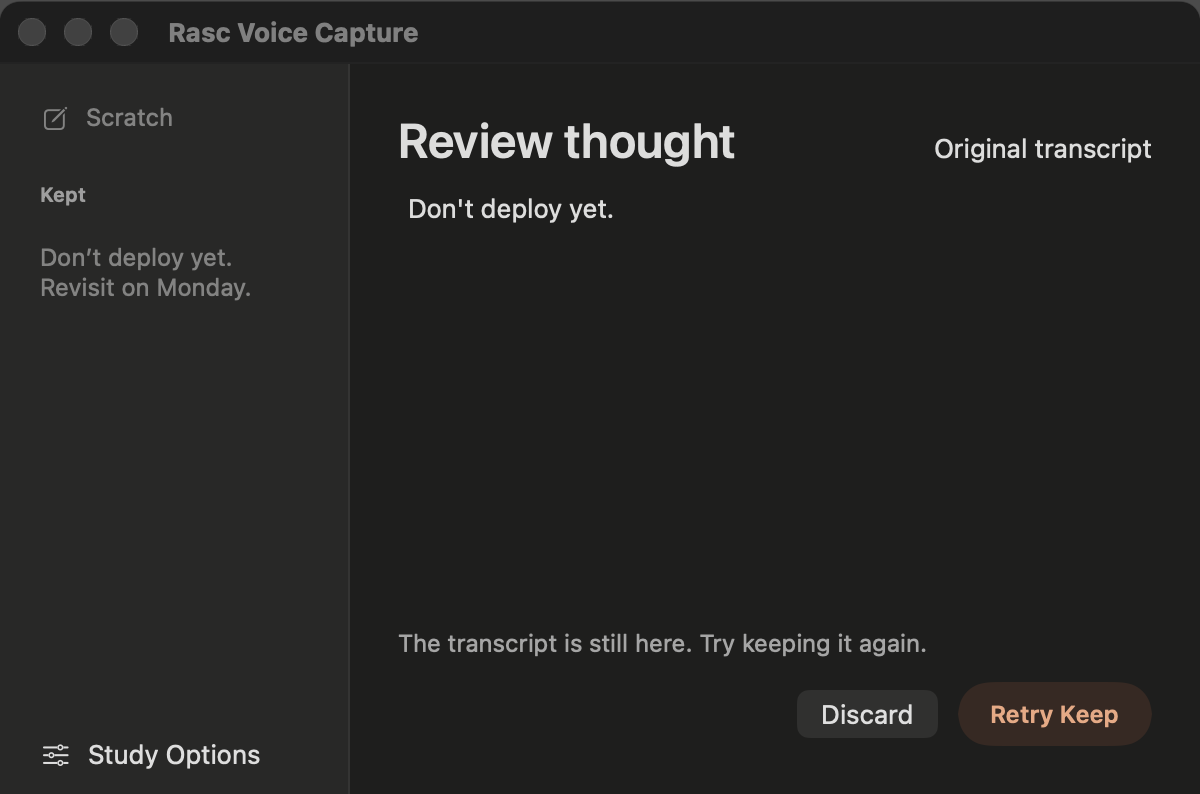 Rasc Voice Capture
Scratch
Kept
Don’t deploy yet.
Revisit on Monday.
Study Options
Review thought
Original transcript
Don't deploy yet.
The transcript is still here. Try keeping it again.
Discard
Retry Keep